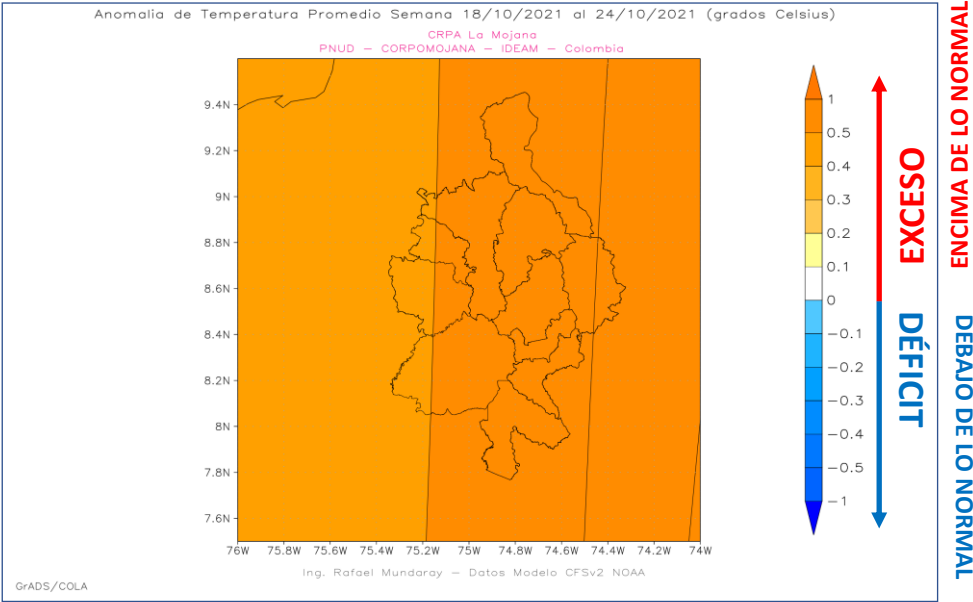 Anomalia de Temperatura Promedio Semana 18/10/2021 al 24/10/2021 (grados Celsius)
CRPA La Mojana
PNUD – CORPOMOJANA – IDEAM – Colombia
9.4N
9.2N
9N
8.8N
8.6N
8.4N
8.2N
8N
7.8N
7.6N
76W 75.8W 75.6W 75.4W 75.2W 75W 74.8W 74.6W 74.4W 74.2W 74W
1
0.5
0.4
0.3
0.2
0.1
0
−0.1
−0.2
−0.3
−0.4
−0.5
−1
EXCESO
DÉFICIT
ENCIMA DE LO NORMAL
DEBAJO DE LO NORMAL
Ing. Rafael Mundaray – Datos Modelo CFSv2 NOAA
GrADS/COLA